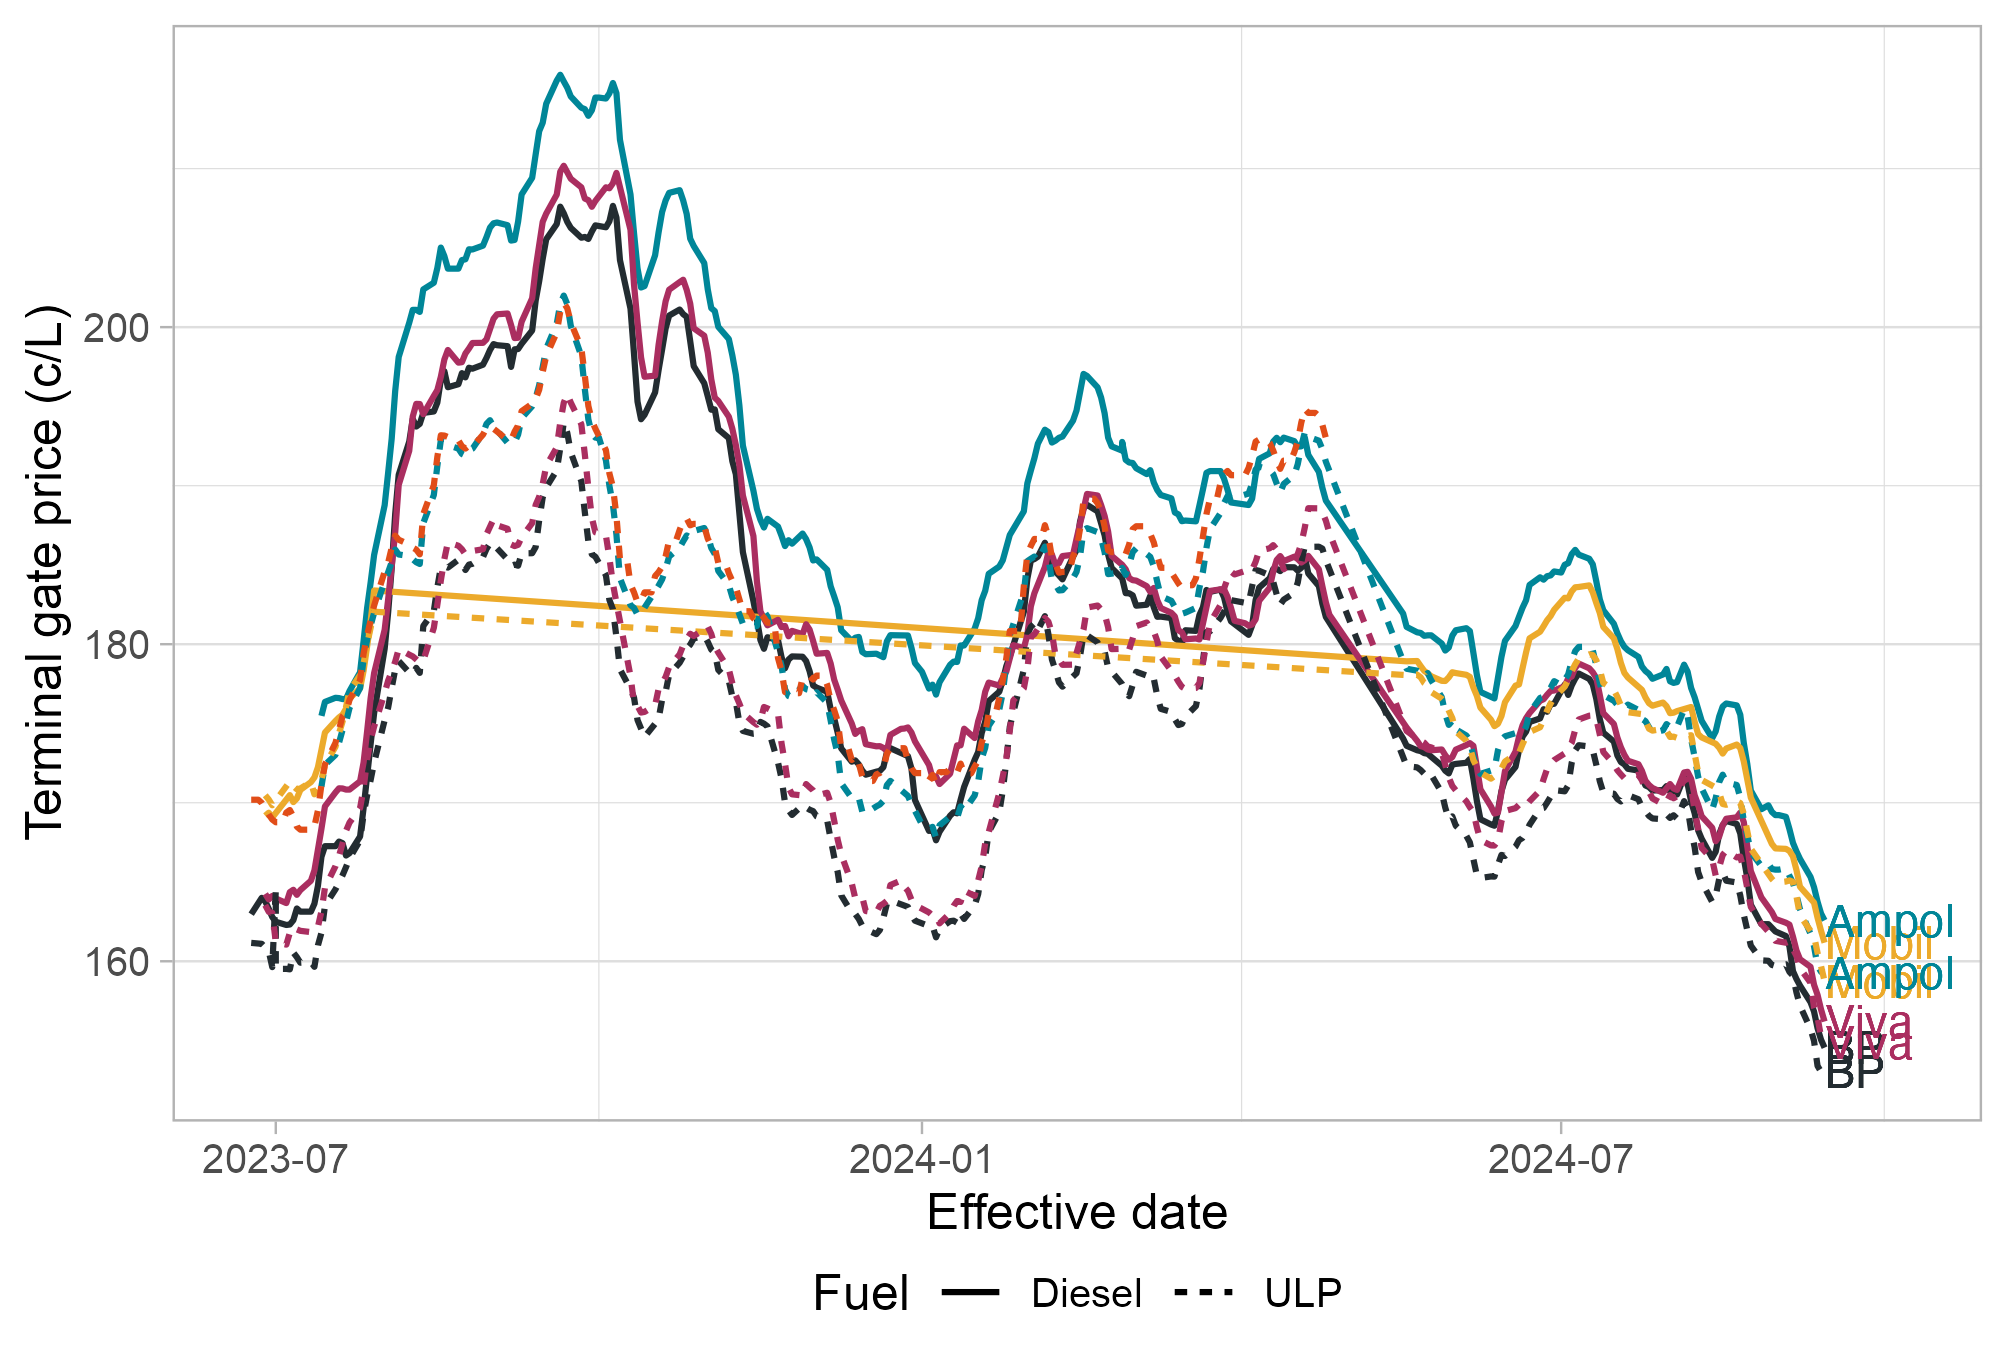 Terminal gate price (c/L)
200
180
160
Ampol
Mobil
Ampol
Mobil
Viva
BP
Viva
BP
2023-07 2024-01 2024-07
Effective date
Fuel Diesel ULP